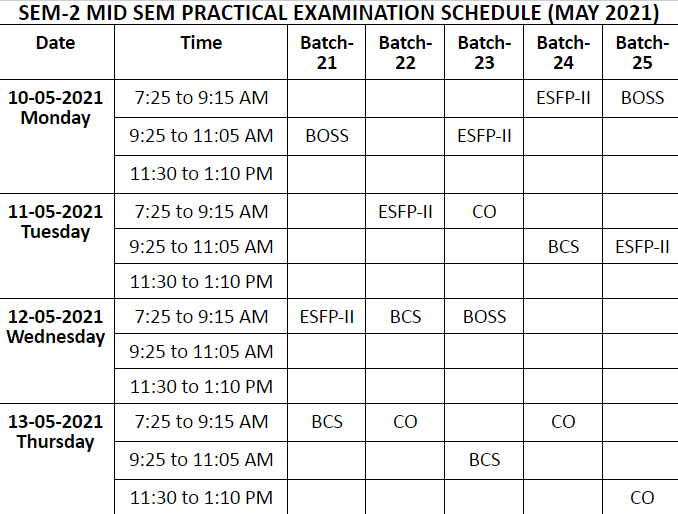 SEM-2 MID SEM PRACTICAL EXAMINATION SCHEDULE (MAY 2021)
Date Time Batch-21 Batch-22 Batch-23 Batch-24 Batch-25
10-05-2021 Monday
7:25 to 9:15 AM ESFP-II BOSS
9:25 to 11:05 AM BOSS ESFP-II
11:30 to 1:10 PM
11-05-2021 Tuesday
7:25 to 9:15 AM ESFP-II CO
9:25 to 11:05 AM BCS ESFP-II
11:30 to 1:10 PM
12-05-2021 Wednesday
7:25 to 9:15 AM ESFP-II BCS BOSS
9:25 to 11:05 AM
11:30 to 1:10 PM
13-05-2021 Thursday
7:25 to 9:15 AM BCS CO CO
9:25 to 11:05 AM BCS
11:30 to 1:10 PM CO